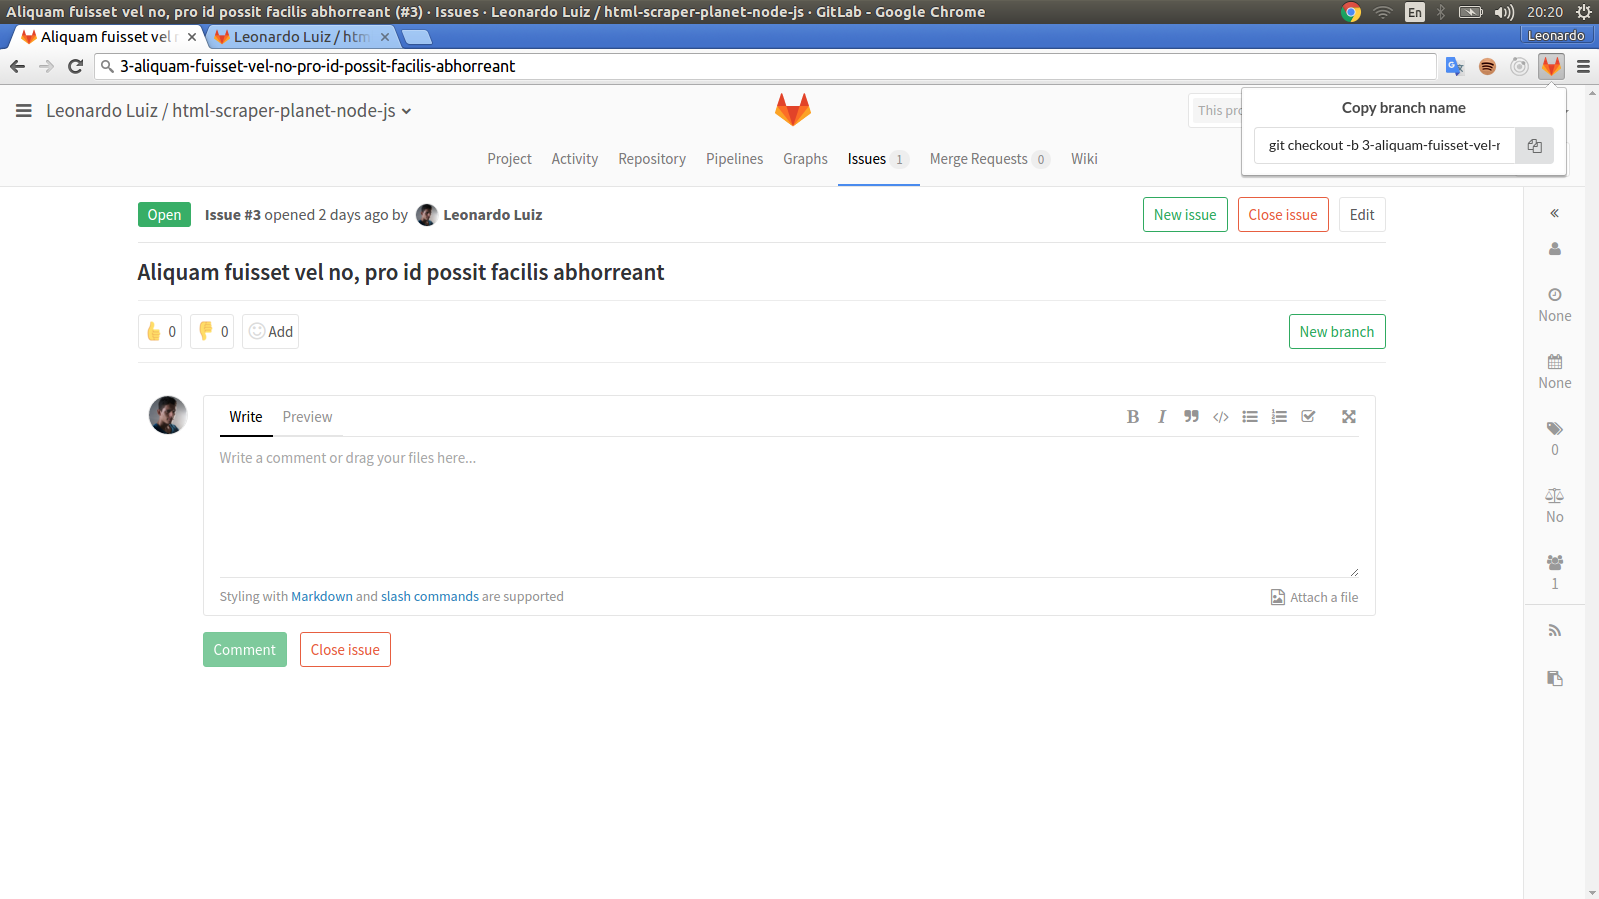 Aliquam fuisset vel no, pro id possit facilis abhorreant (#3) · Issues · Leonardo Luiz / html-scraper-planet-node-js · GitLab - Google Chrome
En
20:20
Aliquam fuisset vel
Leonardo Luiz / htm
Leonardo
3-aliquam-fuisset-vel-no-pro-id-possit-facilis-abhorreant
Leonardo Luiz / html-scraper-planet-node-js
This pro
Copy branch name
git checkout -b 3-aliquam-fuisset-vel-
Project
Activity
Repository
Pipelines
Graphs
Issues 1
Merge Requests 0
Wiki
Open
Issue #3 opened 2 days ago by Leonardo Luiz
New issue
Close issue
Edit
Aliquam fuisset vel no, pro id possit facilis abhorreant
0
0
Add
New branch
None
None
0
No
1
Write
Preview
B
I
Write a comment or drag your files here...
Styling with Markdown and slash commands are supported
Attach a file
Comment
Close issue